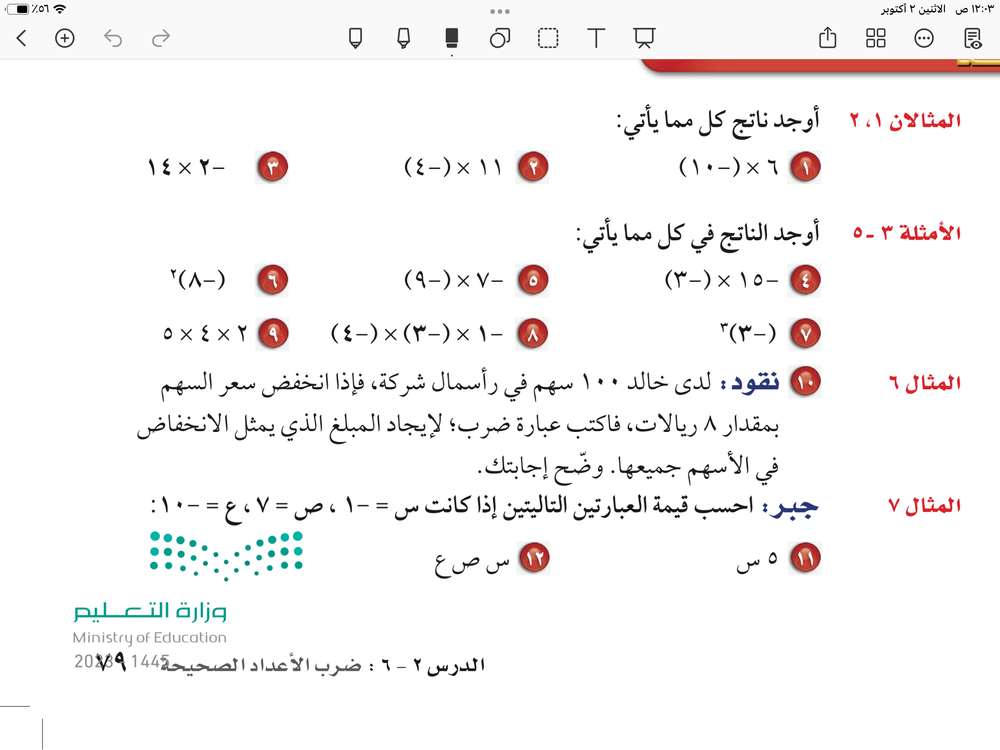 ١٢:٠٣ ص الاثنين ٢ أكتوبر
٥٦٪
المثالان ١، ٢ أوجد ناتج كل مما يأتي:
١ ٦ × (−١٠) ٢ ١١ × (−٤) ٣ −٢ × ١٤
الأمثلة ٣ - ٥ أوجد الناتج في كل مما يأتي:
٤ −١٥ × (−٣) ٥ −٧ × (−٩) ٦ (−٨)²
٧ (−٣)³ ٨ −١ × (−٣) × (−٤) ٩ ٢ × ٤ × ٥
المثال ٦ ١٠ نقود: لدى خالد ١٠٠ سهم في رأسمال شركة، فإذا انخفض سعر السهم
بمقدار ٨ ريالات، فاكتب عبارة ضرب؛ لإيجاد المبلغ الذي يمثل الانخفاض
في الأسهم جميعها. وضّح إجابتك.
المثال ٧ جبر: احسب قيمة العبارتين التاليتين إذا كانت س = −١ ، ص = ٧ ، ع = −١٠ :
١١ ٥ س ١٢ س ص ع
وزارة التعليم
Ministry of Education
2023 - 1445
الدرس ٢ − ٦ : ضرب الأعداد الصحيحة ٧٩